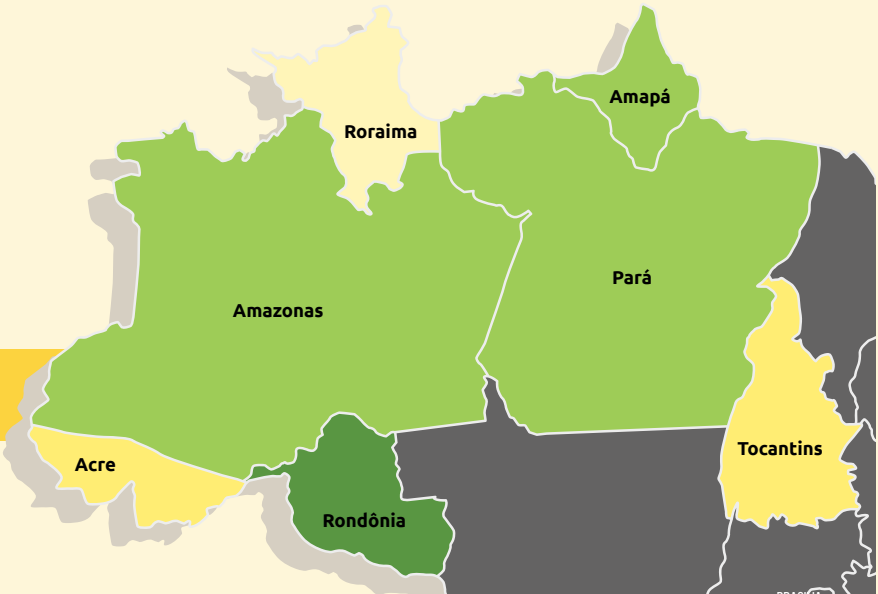 Amapá
Roraima
Pará
Amazonas
Tocantins
Acre
Rondônia